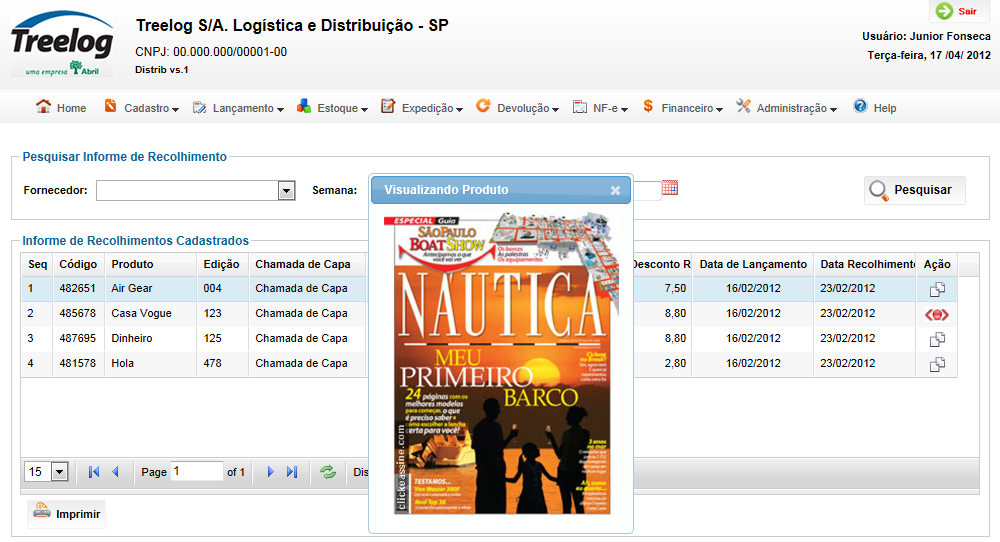 Treelog
uma empresa Abril
Treelog S/A. Logística e Distribuição - SP
CNPJ: 00.000.000/00001-00
Distrib vs.1
Sair
Usuário: Junior Fonseca
Terça-feira, 17 /04/ 2012
Home Cadastro Lançamento Estoque Expedição Devolução NF-e Financeiro Administração Help
Pesquisar Informe de Recolhimento
Fornecedor: Semana: Pesquisar
Visualizando Produto
ESPECIAL Guia
SÃO PAULO
BOAT SHOW
Antecipamos o que
você vai ver
Os barcos
As palestras
Os equipamentos
NÁUTICA
MEU
PRIMEIRO
BARCO
24 páginas com os
melhores modelos
para começar, o que
é preciso saber e
como escolher a lancha
certa para você!
3 anos
no mar
Ah, como
eu quero...
TESTAMOS...
clickeassine.com
Informe de Recolhimentos Cadastrados
Seq Código Produto Edição Chamada de Capa Desconto R Data de Lançamento Data Recolhimento Ação
1 482651 Air Gear 004 Chamada de Capa 7,50 16/02/2012 23/02/2012
2 485678 Casa Vogue 123 Chamada de Capa 8,80 16/02/2012 23/02/2012
3 487695 Dinheiro 125 Chamada de Capa 8,80 16/02/2012 23/02/2012
4 481578 Hola 478 Chamada de Capa 2,80 16/02/2012 23/02/2012
15 Page 1 of 1 Dis
Imprimir